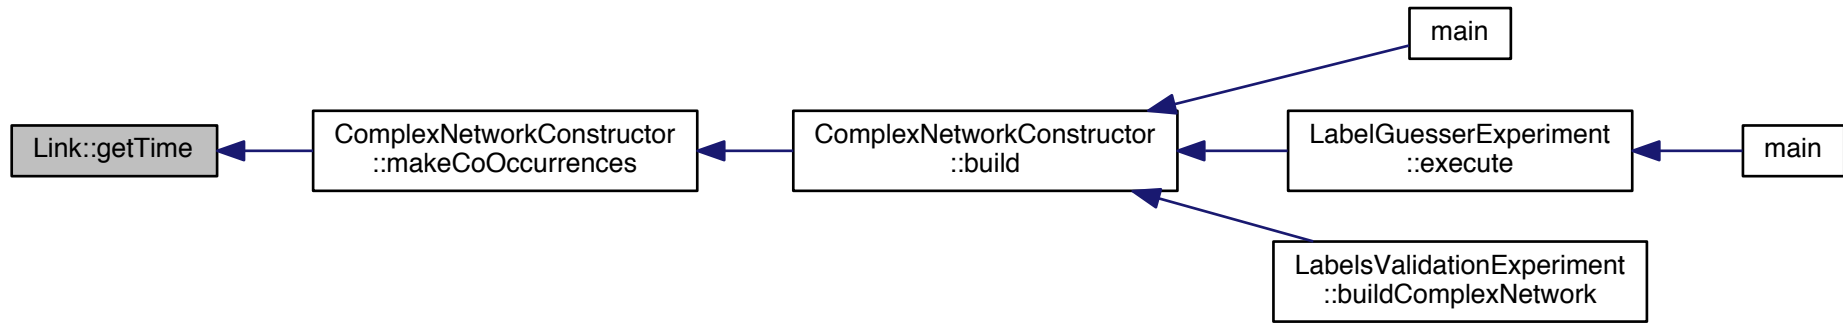 main
Link::getTime
ComplexNetworkConstructor
::makeCoOccurrences
ComplexNetworkConstructor
::build
LabelGuesserExperiment
::execute
main
LabelsValidationExperiment
::buildComplexNetwork